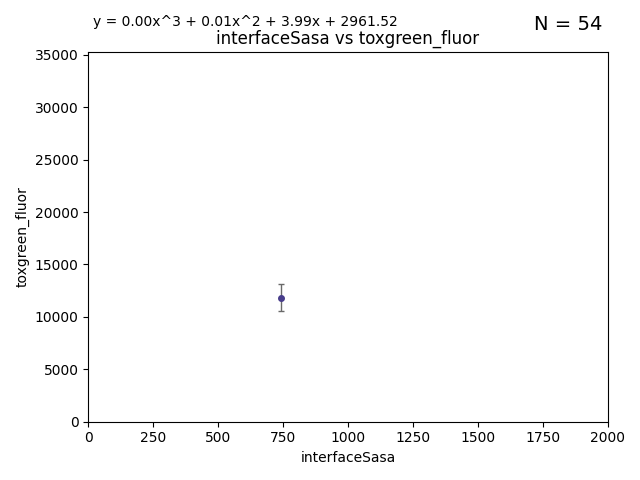 y = 0.00x^3 + 0.01x^2 + 3.99x + 2961.52
N = 54
interfaceSasa vs toxgreen_fluor
35000
30000
25000
20000
15000
10000
5000
0
toxgreen_fluor
0 250 500 750 1000 1250 1500 1750 2000
interfaceSasa